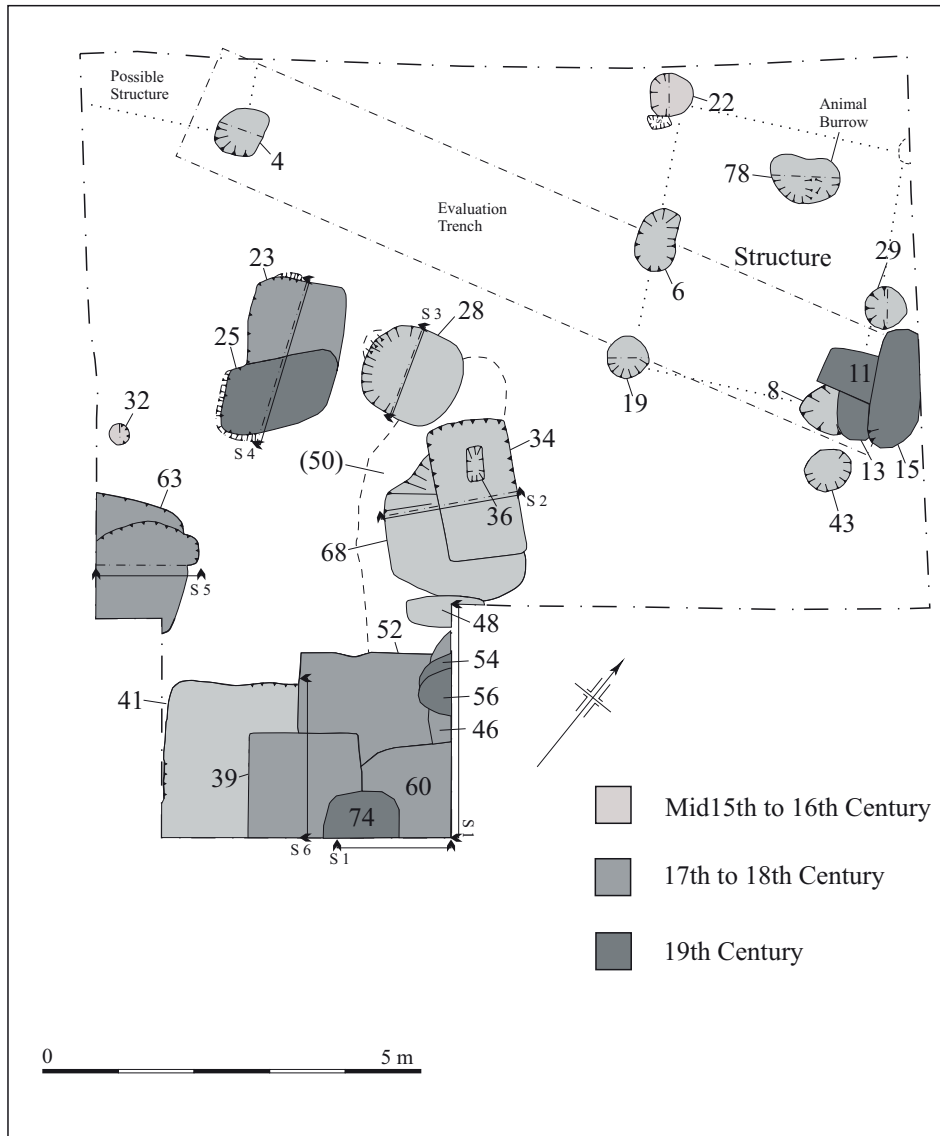 Possible
Structure
4
22
Animal
Burrow
78
Evaluation
Trench
6
Structure
29
23
25
S 3
28
19
8
11
13
15
43
32
S 4
(50)
34
36
S 2
68
63
S 5
48
52
54
56
46
41
39
60
74
S 6
S 1
S 1
Mid15th to 16th Century
17th to 18th Century
19th Century
0
5 m